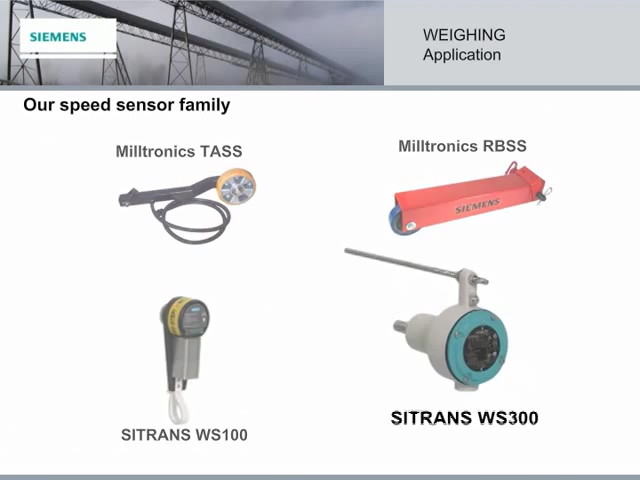 SIEMENS
WEIGHING
Application
Our speed sensor family
Milltronics TASS
Milltronics RBSS
SIEMENS
SITRANS WS300
SITRANS WS100